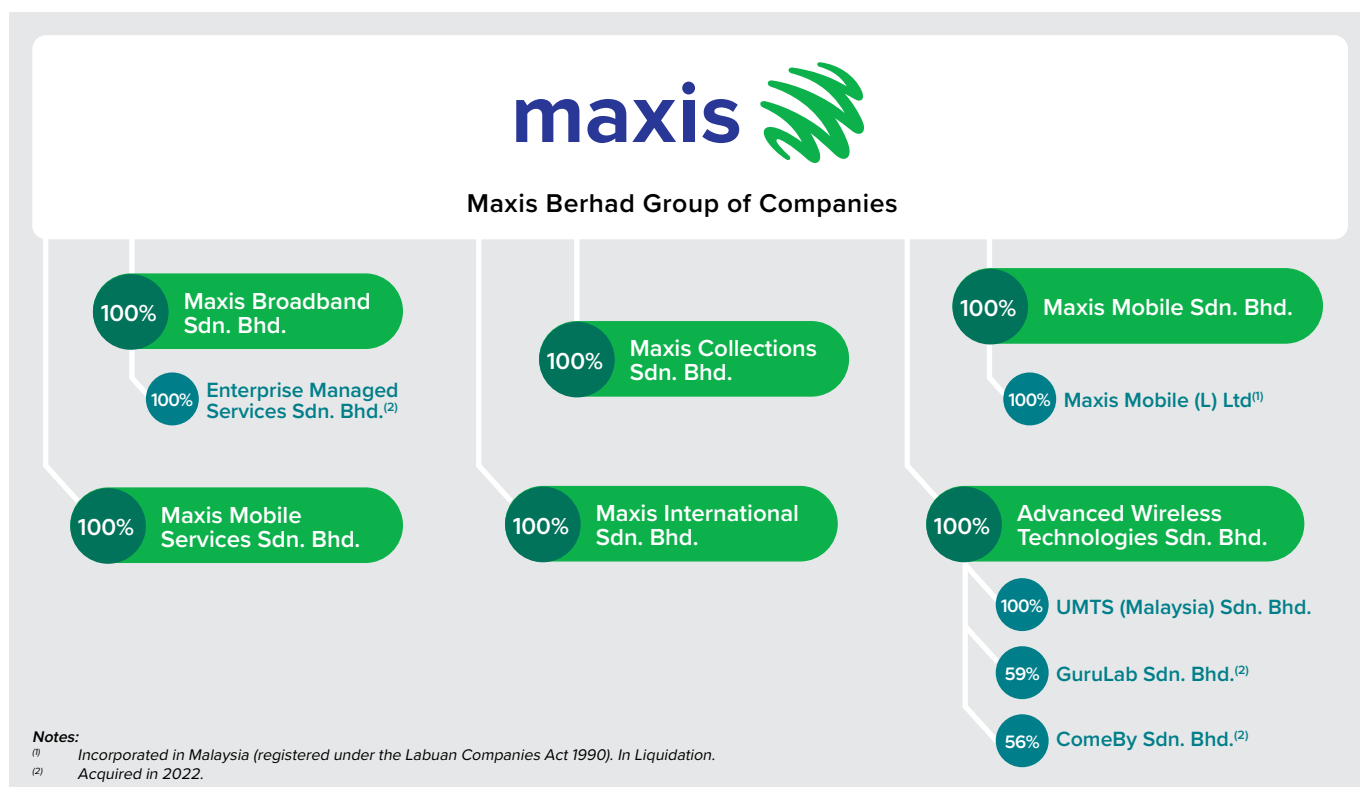 maxis
Maxis Berhad Group of Companies
100%
Maxis Broadband
Sdn. Bhd.
100%
Enterprise Managed
Services Sdn. Bhd.(2)
100%
Maxis Mobile
Services Sdn. Bhd.
100%
Maxis Collections
Sdn. Bhd.
100%
Maxis International
Sdn. Bhd.
100%
Maxis Mobile Sdn. Bhd.
100%
Maxis Mobile (L) Ltd(1)
100%
Advanced Wireless
Technologies Sdn. Bhd.
100%
UMTS (Malaysia) Sdn. Bhd.
59%
GuruLab Sdn. Bhd.(2)
56%
ComeBy Sdn. Bhd.(2)
Notes:
(1) Incorporated in Malaysia (registered under the Labuan Companies Act 1990). In Liquidation.
(2) Acquired in 2022.